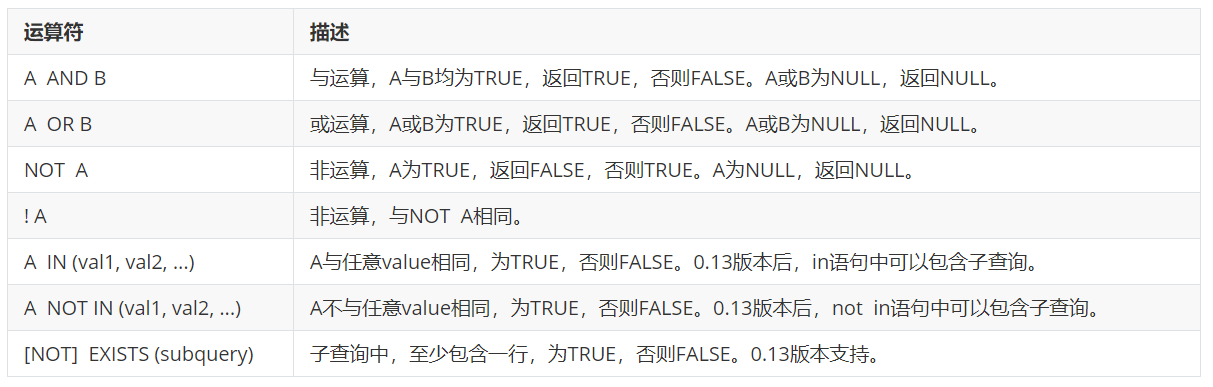 运算符 描述
A AND B 与运算，A与B均为TRUE，返回TRUE，否则FALSE。A或B为NULL，返回NULL。
A OR B 或运算，A或B为TRUE，返回TRUE，否则FALSE。A或B为NULL，返回NULL。
NOT A 非运算，A为TRUE，返回FALSE，否则TRUE。A为NULL，返回NULL。
! A 非运算，与NOT A相同。
A IN (val1, val2, ...) A与任意value相同，为TRUE，否则FALSE。0.13版本后，in语句中可以包含子查询。
A NOT IN (val1, val2, ...) A不与任意value相同，为TRUE，否则FALSE。0.13版本后，not in语句中可以包含子查询。
[NOT] EXISTS (subquery) 子查询中，至少包含一行，为TRUE，否则FALSE。0.13版本支持。